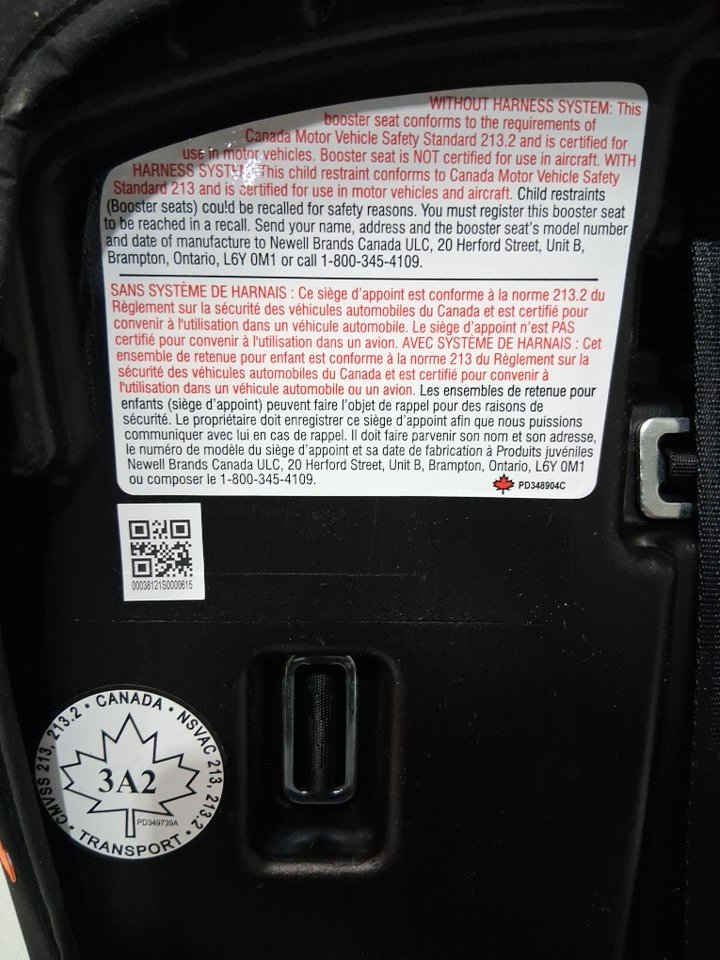 WITHOUT HARNESS SYSTEM: This
booster seat conforms to the requirements of
Canada Motor Vehicle Safety Standard 213.2 and is certified for
use in motor vehicles. Booster seat is NOT certified for use in aircraft. WITH
HARNESS SYSTEM: This child restraint conforms to Canada Motor Vehicle Safety
Standard 213 and is certified for use in motor vehicles and aircraft. Child restraints
(Booster seats) could be recalled for safety reasons. You must register this booster seat
to be reached in a recall. Send your name, address and the booster seat's model number
and date of manufacture to Newell Brands Canada ULC, 20 Herford Street, Unit B,
Brampton, Ontario, L6Y 0M1 or call 1-800-345-4109.
SANS SYSTÈME DE HARNAIS : Ce siège d'appoint est conforme à la norme 213.2 du
Règlement sur la sécurité des véhicules automobiles du Canada et est certifié pour
convenir à l'utilisation dans un véhicule automobile. Le siège d'appoint n'est PAS
certifié pour convenir à l'utilisation dans un avion. AVEC SYSTÈME DE HARNAIS : Cet
ensemble de retenue pour enfant est conforme à la norme 213 du Règlement sur la
sécurité des véhicules automobiles du Canada et est certifié pour convenir à
l'utilisation dans un véhicule automobile ou un avion. Les ensembles de retenue pour
enfants (siège d'appoint) peuvent faire l'objet de rappel pour des raisons de
sécurité. Le propriétaire doit enregistrer ce siège d'appoint afin que nous puissions
communiquer avec lui en cas de rappel. Il doit faire parvenir son nom et son adresse,
le numéro de modèle du siège d'appoint et sa date de fabrication à Produits juvéniles
Newell Brands Canada ULC, 20 Herford Street, Unit B, Brampton, Ontario, L6Y 0M1
ou composer le 1-800-345-4109.
PD348904C
00038121S0000615
CMVSS 213, 213.2 • CANADA • NSVAC 213, 213.2
3A2
PD349739A
• TRANSPORT •